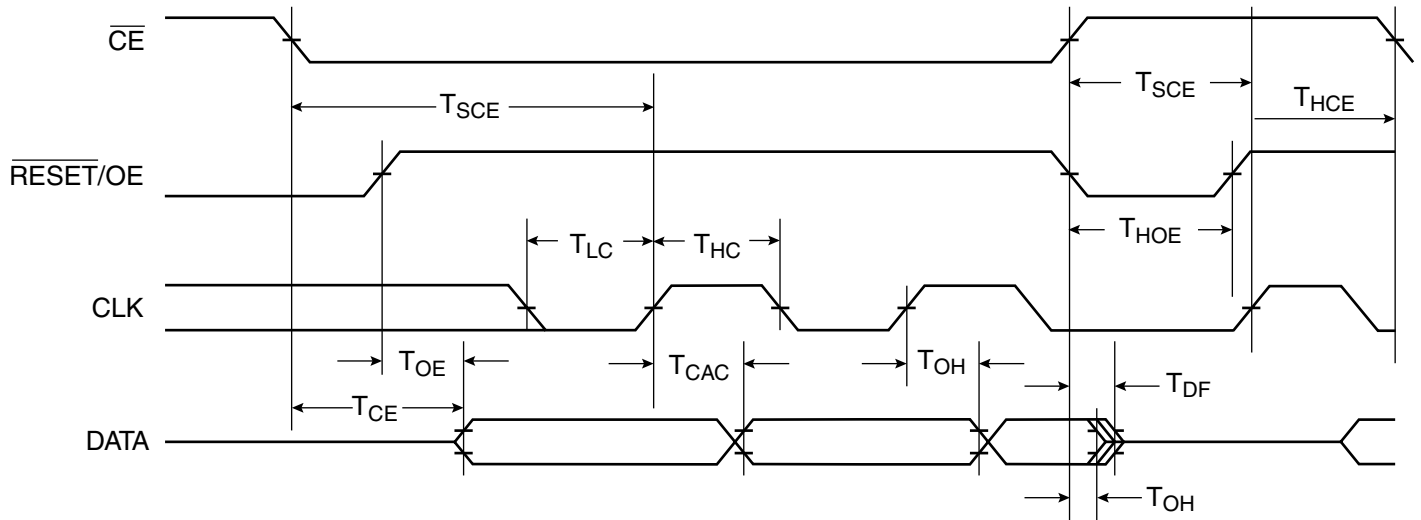 CE
T_SCE
T_SCE
T_HCE
RESET/OE
T_LC
T_HC
T_HOE
CLK
T_OE
T_CAC
T_OH
T_DF
T_CE
DATA
T_OH